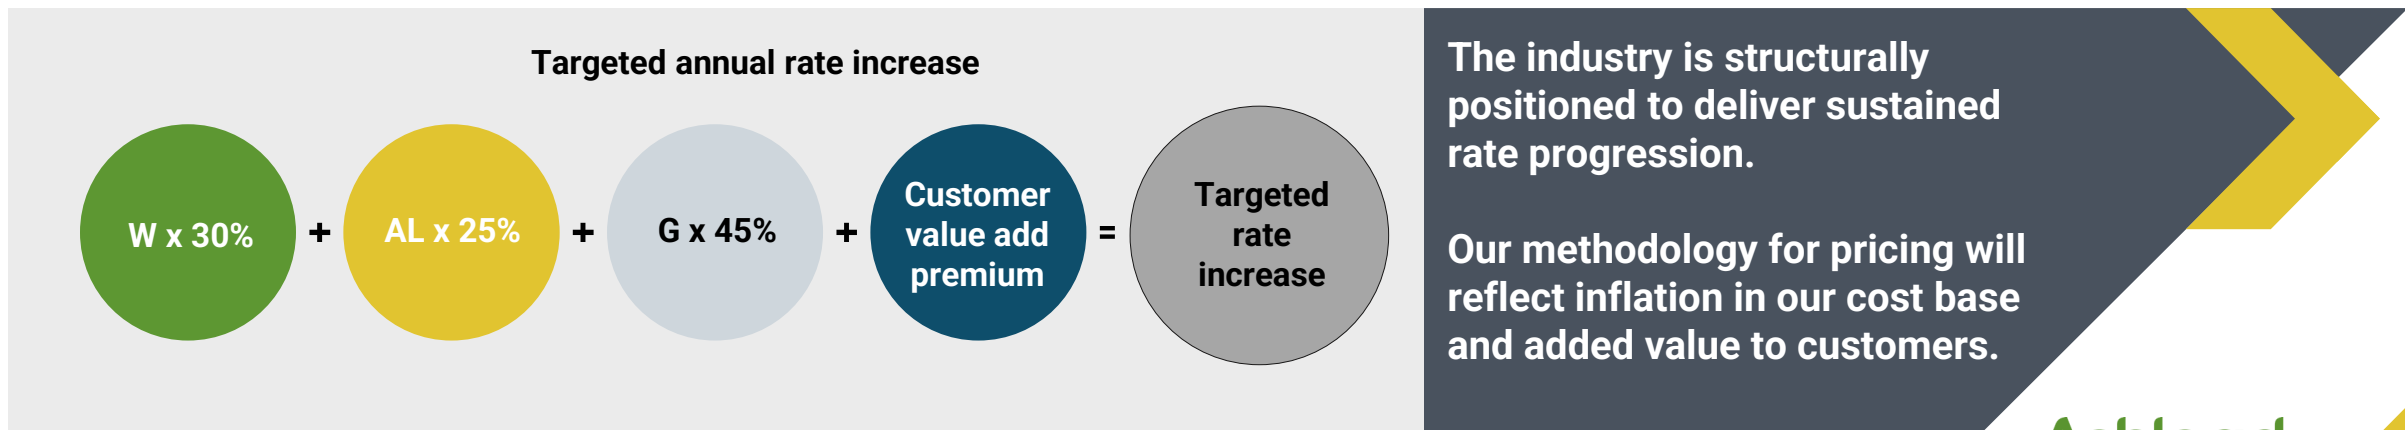 Targeted annual rate increase
W x 30%
+
AL x 25%
+
G x 45%
+
Customer
value add
premium
=
Targeted
rate
increase
The industry is structurally
positioned to deliver sustained
rate progression.
Our methodology for pricing will
reflect inflation in our cost base
and added value to customers.